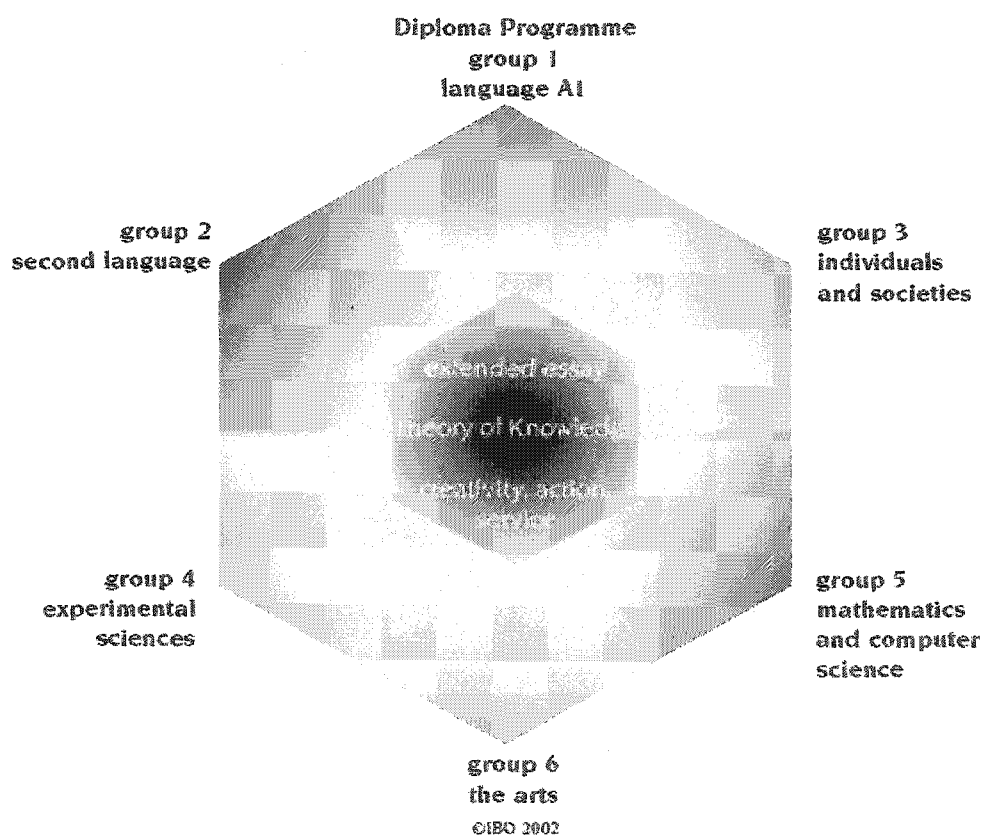 Diploma Programme
group 1
language A1
group 2
second language
group 3
individuals
and societies
extended essay
Theory of Knowledge
creativity, action,
service
group 4
experimental
sciences
group 5
mathematics
and computer
science
group 6
the arts
©IBO 2002